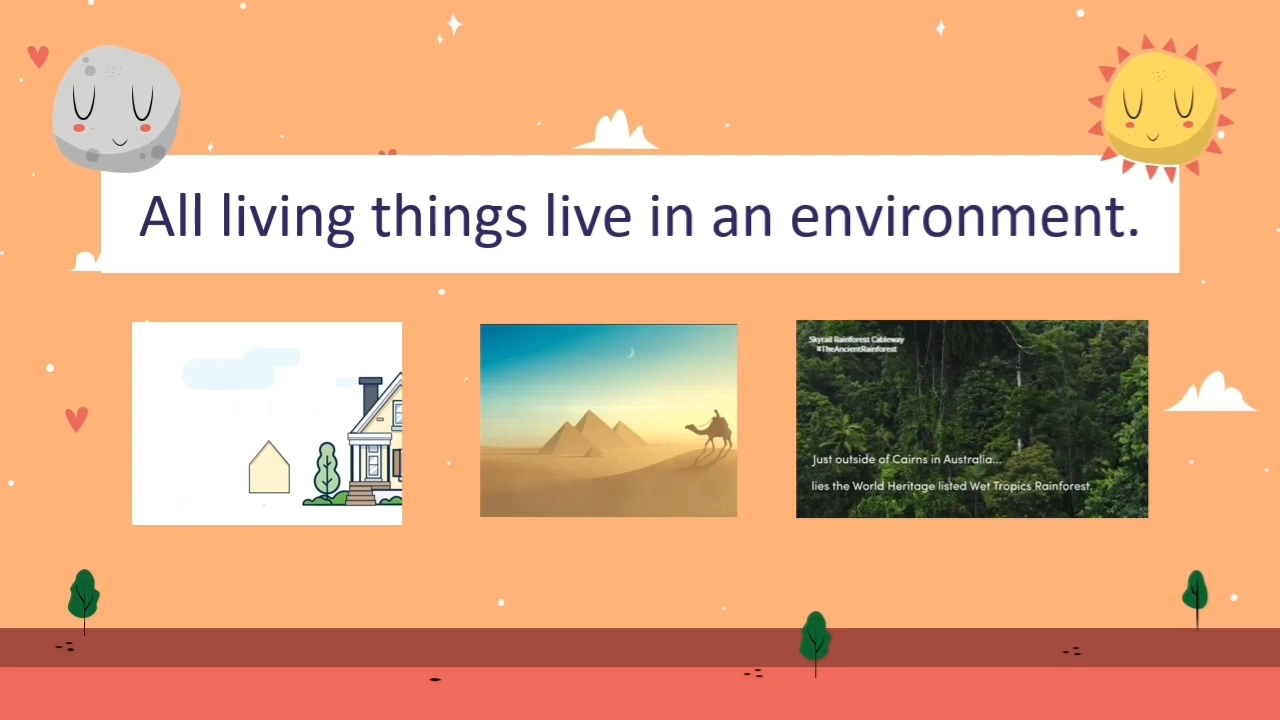 All living things live in an environment.
Skyrail Rainforest Cableway
#TheAncientRainforest
Just outside of Cairns in Australia...
lies the World Heritage listed Wet Tropics Rainforest.